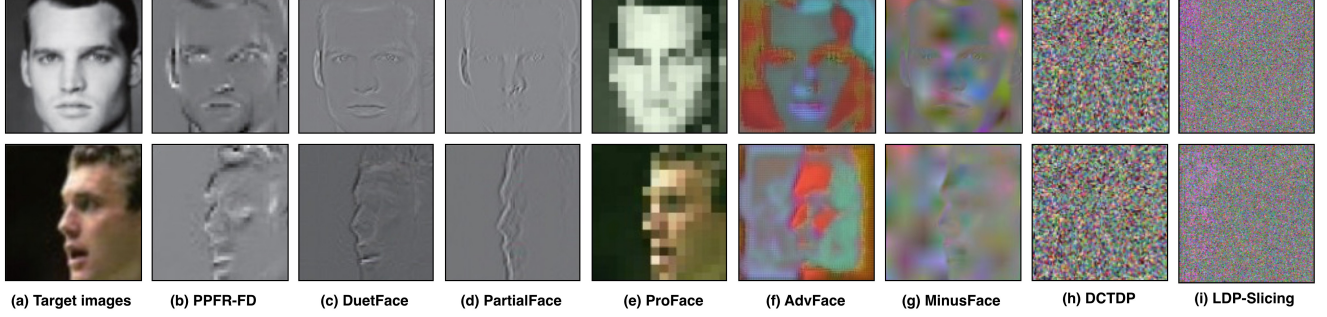 (a) Target images (b) PPFR-FD (c) DuetFace (d) PartialFace (e) ProFace (f) AdvFace (g) MinusFace (h) DCTDP (i) LDP-Slicing